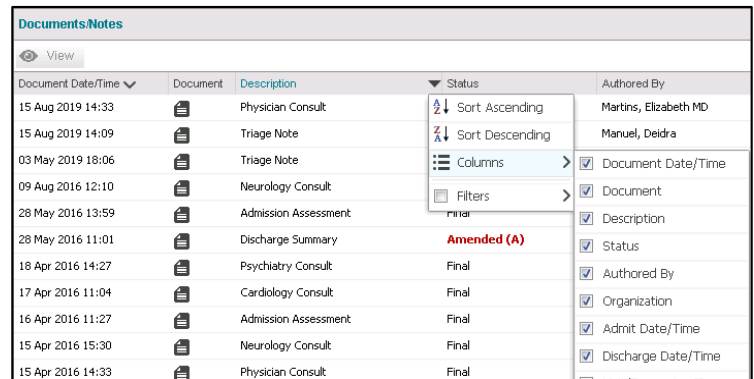 Documents/Notes
View
Document Date/Time Document Description Status Authored By
15 Aug 2019 14:33 Physician Consult Martins, Elizabeth MD
15 Aug 2019 14:09 Triage Note Manuel, Deidra
03 May 2019 18:06 Triage Note
09 Aug 2016 12:10 Neurology Consult
28 May 2016 13:59 Admission Assessment Final
28 May 2016 11:01 Discharge Summary Amended (A)
18 Apr 2016 14:27 Psychiatry Consult Final
17 Apr 2016 11:04 Cardiology Consult Final
16 Apr 2016 11:27 Admission Assessment Final
15 Apr 2016 15:30 Neurology Consult Final
15 Apr 2016 14:33 Physician Consult Final
Sort Ascending
Sort Descending
Columns
Filters
Document Date/Time
Document
Description
Status
Authored By
Organization
Admit Date/Time
Discharge Date/Time